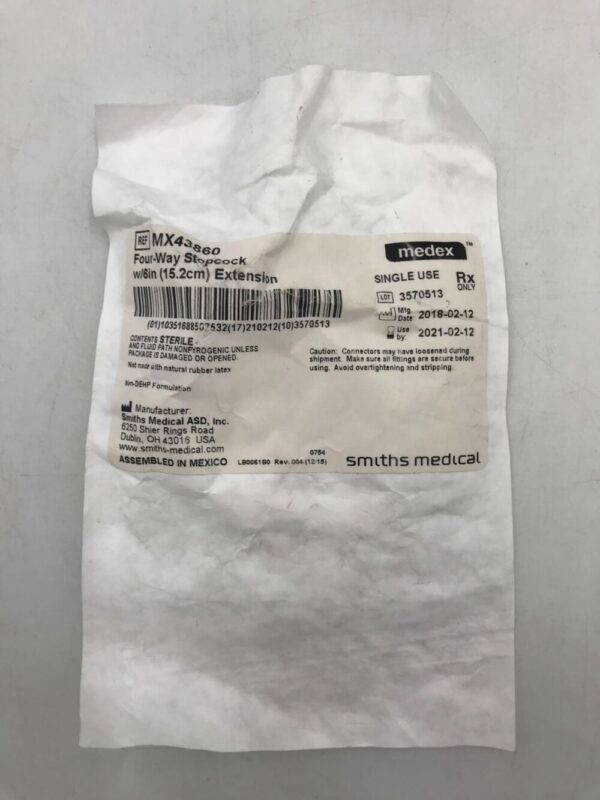 REF MX43860
Four-Way Stopcock
w/6in (15.2cm) Extension
(17)210212(10)3570513
CONTENTS STERILE
AND FLUID PATH NONPYROGENIC UNLESS
PACKAGE IS DAMAGED OR OPENED.
Not made with natural rubber latex
Non-DEHP Formulation
Manufacturer:
Smiths Medical ASD, Inc.
6250 Shier Rings Road
Dublin, OH 43016 USA
www.smiths-medical.com
ASSEMBLED IN MEXICO
Rev. 004 (12/15)
0764
medex™
SINGLE USE
Rx
ONLY
LOT 3570513
Mfg. Date: 2016-02-12
Use by: 2021-02-12
Caution: Connectors may have loosened during
shipment. Make sure all fittings are secure before
using. Avoid overtightening and stripping.
smiths medical